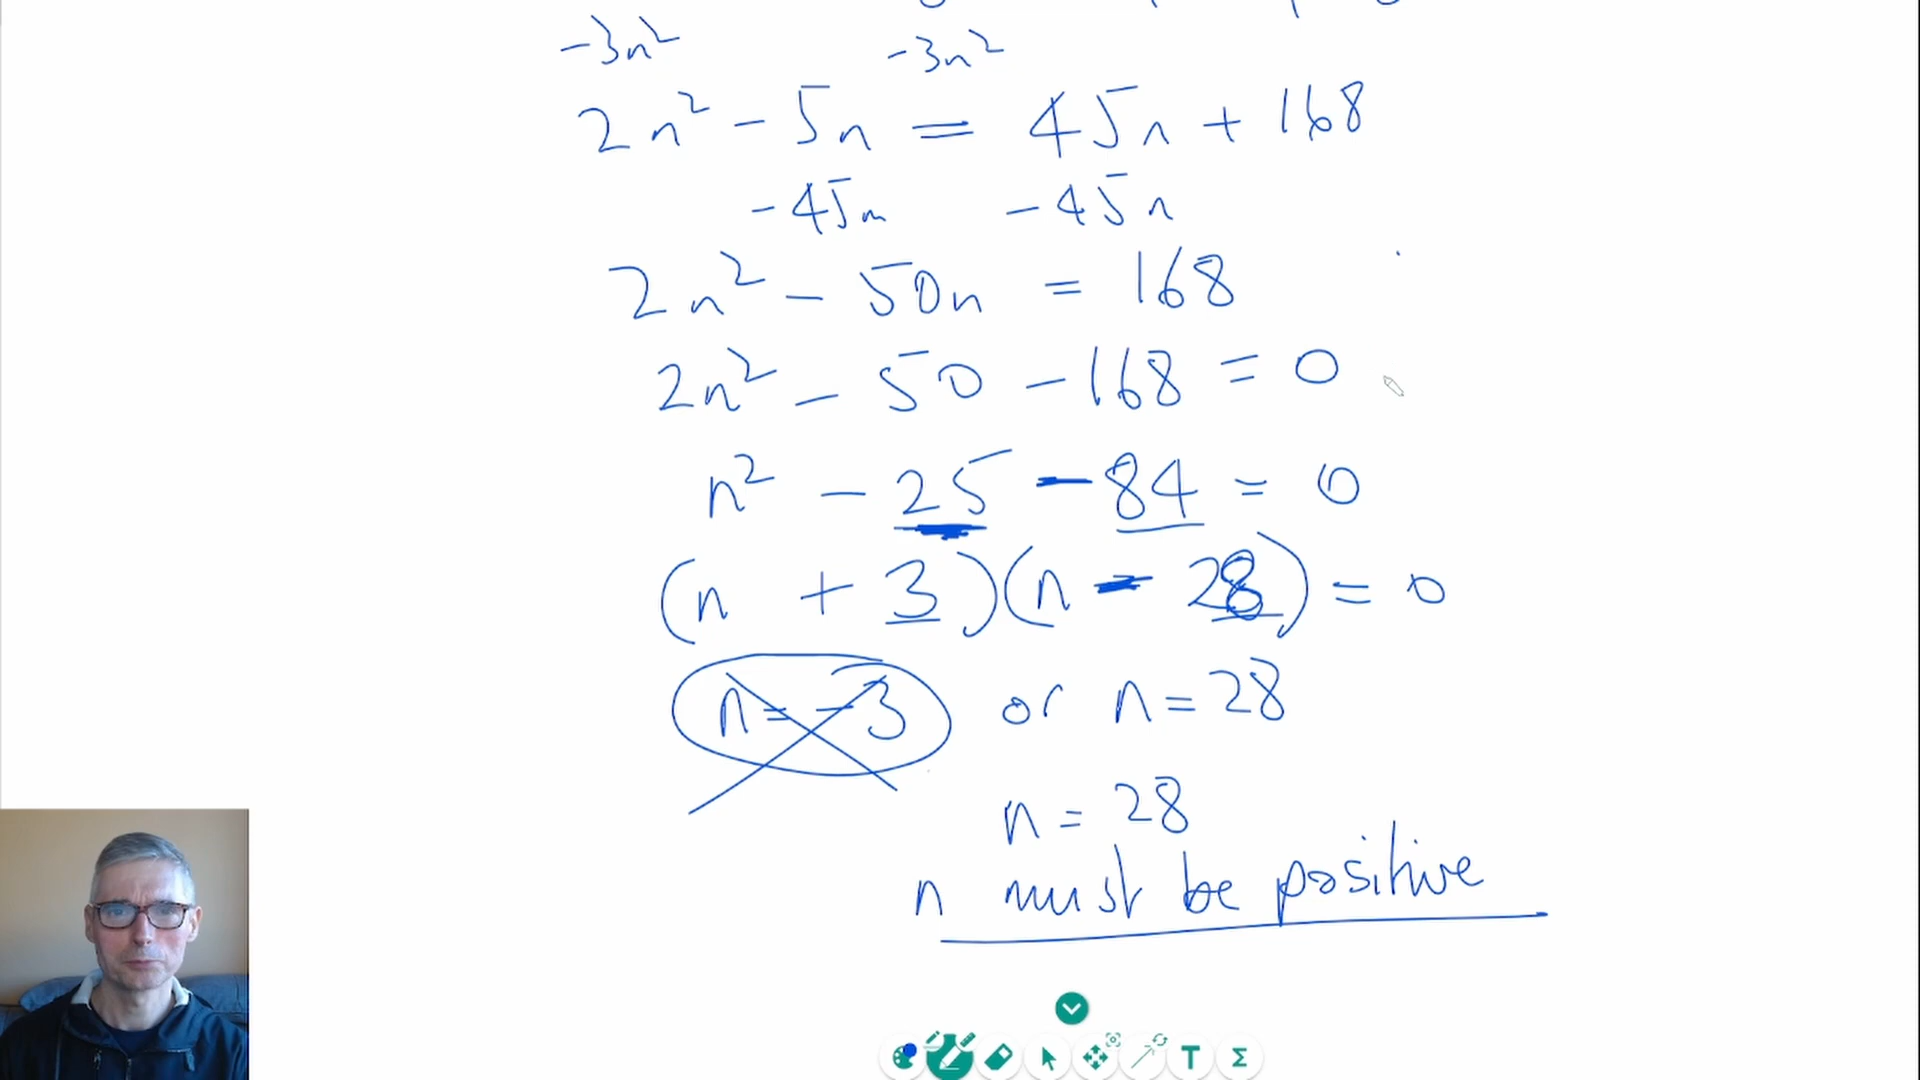 -3n² -3n²
2n² - 5n = 45n + 168
-45n -45n
2n² - 50n = 168
2n² - 50 - 168 = 0
n² - 25 - 84 = 0
(n + 3)(n - 28) = 0
n = -3 or n = 28
n = 28
n must be positive
T Σ